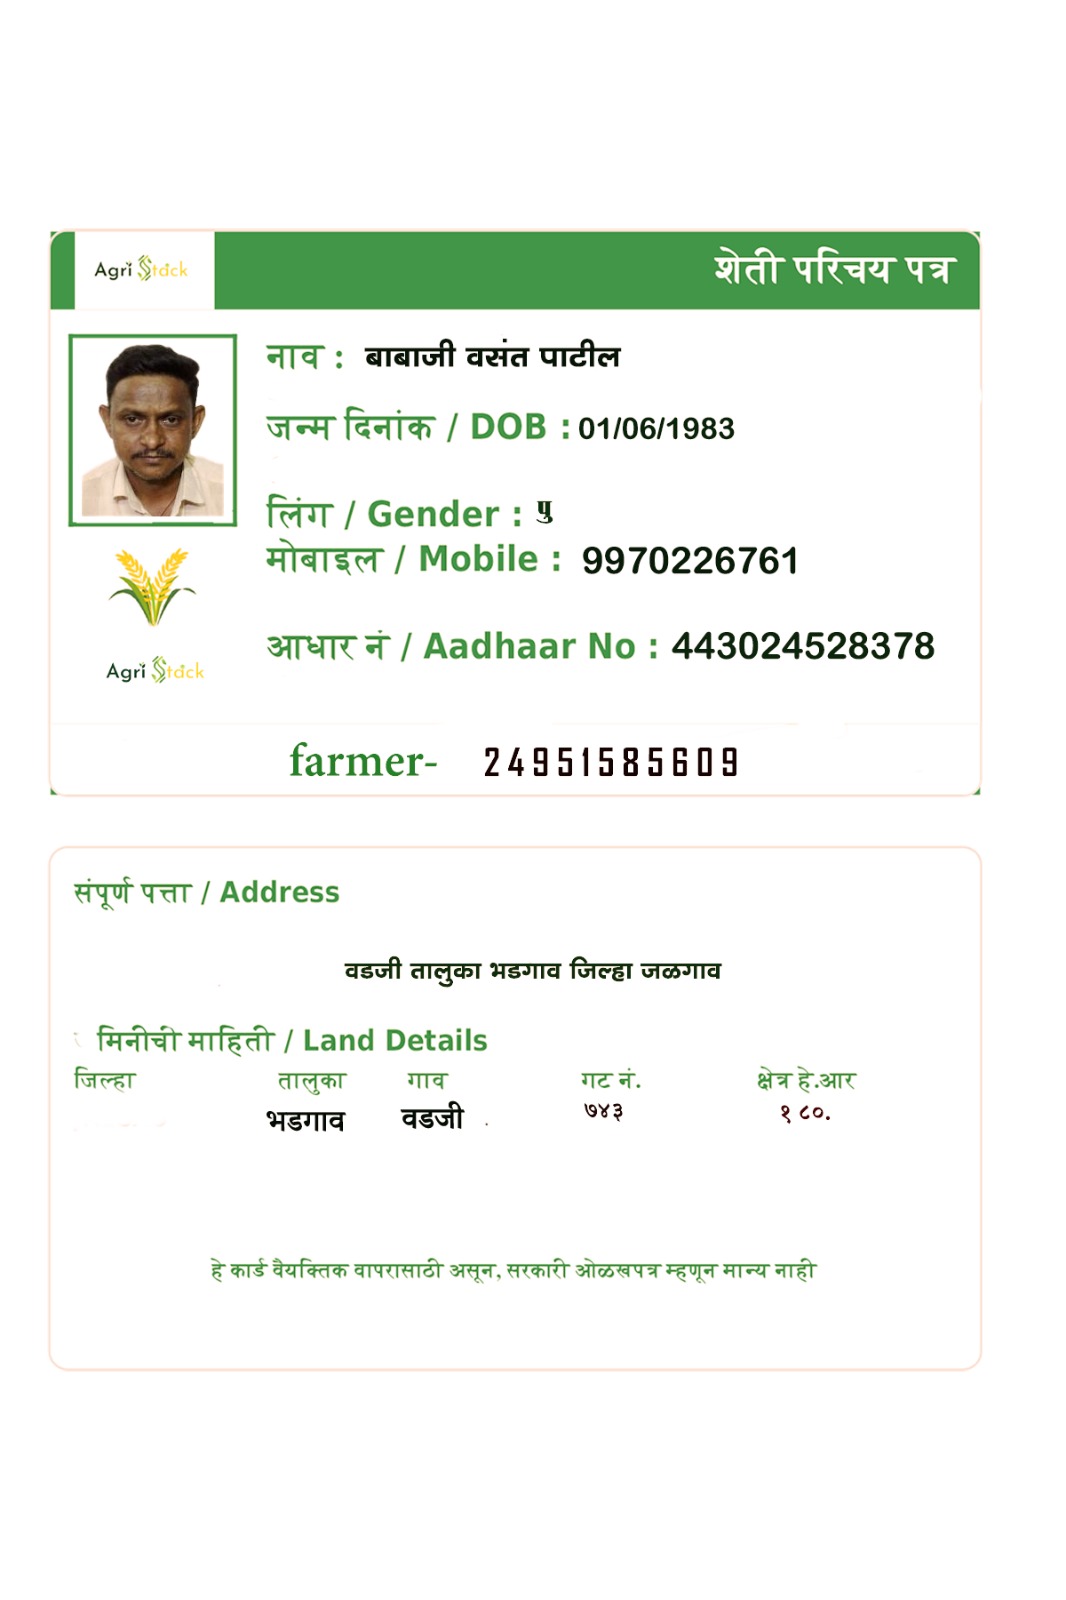 Agri Stack
शेती परिचय पत्र
नाव : बाबाजी वसंत पाटील
जन्म दिनांक / DOB : 01/06/1983
लिंग / Gender : पु
मोबाइल / Mobile : 9970226761
आधार नं / Aadhaar No : 443024528378
Agri Stack
farmer- 24951585609
संपूर्ण पत्ता / Address
वडजी तालुका भडगाव जिल्हा जळगाव
मिनीची माहिती / Land Details
जिल्हा तालुका गाव गट नं. क्षेत्र हे.आर
भडगाव वडजी ७४३ १ ८०.
हे कार्ड वैयक्तिक वापरासाठी असून, सरकारी ओळखपत्र म्हणून मान्य नाही